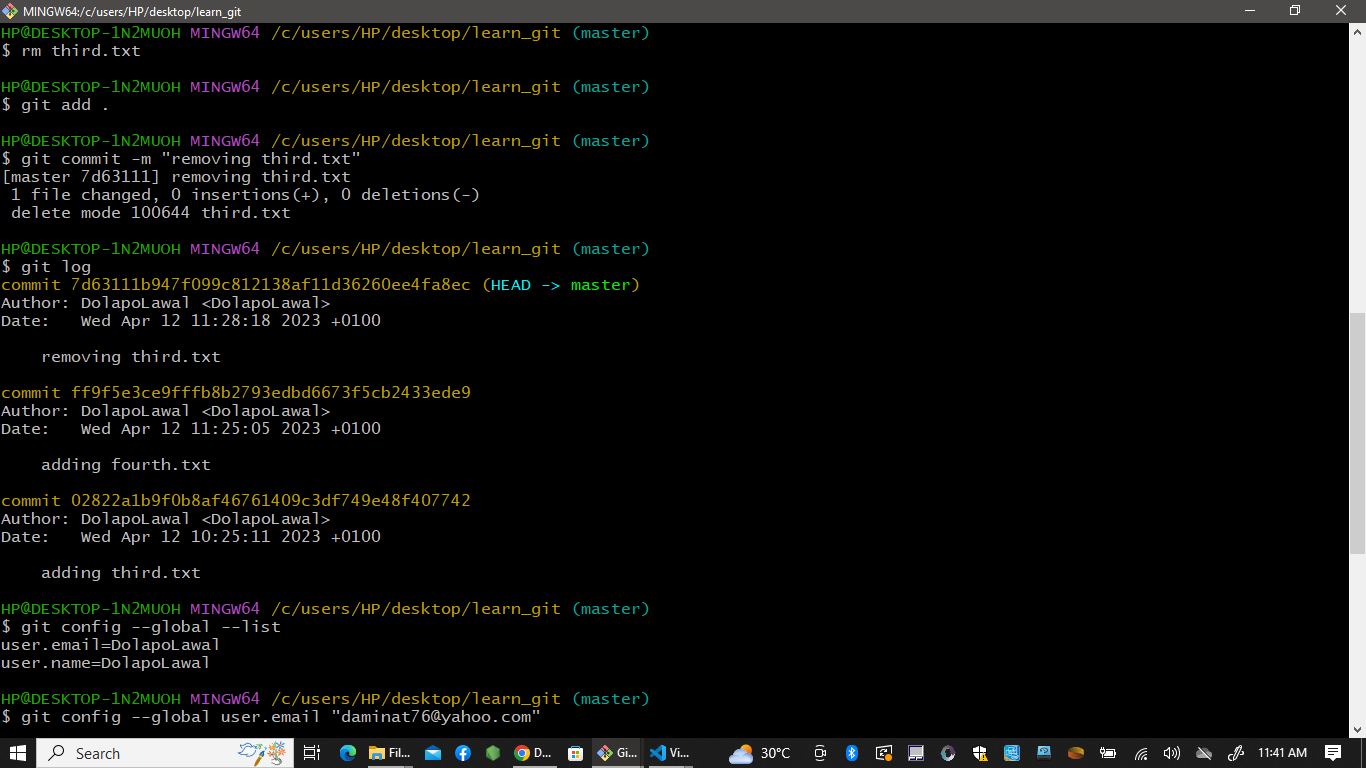 MINGW64:/c/users/HP/desktop/learn_git
HP@DESKTOP-1N2MUOH MINGW64 /c/users/HP/desktop/learn_git (master)
$ rm third.txt
HP@DESKTOP-1N2MUOH MINGW64 /c/users/HP/desktop/learn_git (master)
$ git add .
HP@DESKTOP-1N2MUOH MINGW64 /c/users/HP/desktop/learn_git (master)
$ git commit -m "removing third.txt"
[master 7d63111] removing third.txt
 1 file changed, 0 insertions(+), 0 deletions(-)
 delete mode 100644 third.txt
HP@DESKTOP-1N2MUOH MINGW64 /c/users/HP/desktop/learn_git (master)
$ git log
commit 7d63111b947f099c812138af11d36260ee4fa8ec (HEAD -> master)
Author: DolapoLawal <DolapoLawal>
Date:   Wed Apr 12 11:28:18 2023 +0100
    removing third.txt
commit ff9f5e3ce9fffb8b2793edbd6673f5cb2433ede9
Author: DolapoLawal <DolapoLawal>
Date:   Wed Apr 12 11:25:05 2023 +0100
    adding fourth.txt
commit 02822a1b9f0b8af46761409c3df749e48f407742
Author: DolapoLawal <DolapoLawal>
Date:   Wed Apr 12 10:25:11 2023 +0100
    adding third.txt
HP@DESKTOP-1N2MUOH MINGW64 /c/users/HP/desktop/learn_git (master)
$ git config --global --list
user.email=DolapoLawal
user.name=DolapoLawal
HP@DESKTOP-1N2MUOH MINGW64 /c/users/HP/desktop/learn_git (master)
$ git config --global user.email "daminat76@yahoo.com"
Search Fil... D... Gi... Vi... 30°C 11:41 AM